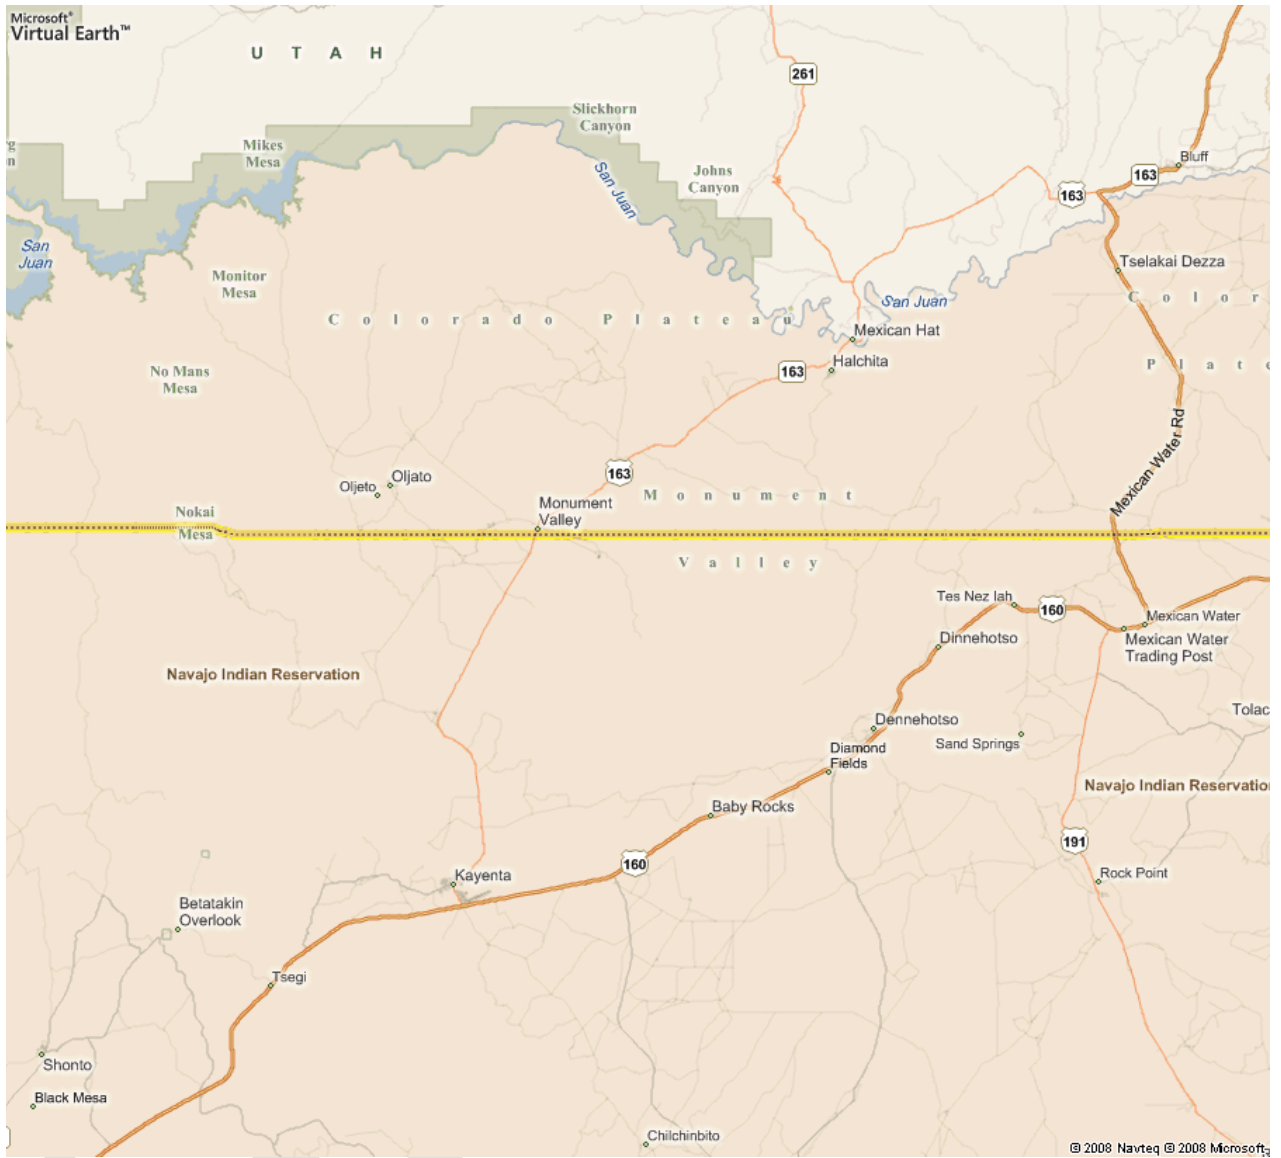 Microsoft®
Virtual Earth™
U T A H
261
Slickhorn
Canyon
Mikes
Mesa
Bluff
163
163
Johns
Canyon
San Juan
San
Juan
Tselakai Dezza
Monitor
Mesa
San Juan
C o l o r
C o l o r a d o P l a t e a u
Mexican Hat
Halchita
163
P l a t e
No Mans
Mesa
Mexican Water Rd
163
Oljato
Oljeto
M o n u m e n t
Monument
Valley
Nokai
Mesa
V a l l e y
Tes Nez Iah
160
Mexican Water
Mexican Water
Trading Post
Dinnehotso
Navajo Indian Reservation
Tolac
Dennehotso
Sand Springs
Diamond
Fields
Navajo Indian Reservation
Baby Rocks
191
160
Kayenta
Rock Point
Betatakin
Overlook
Tsegi
Shonto
Black Mesa
Chilchinbito
© 2008 Navteq © 2008 Microsoft